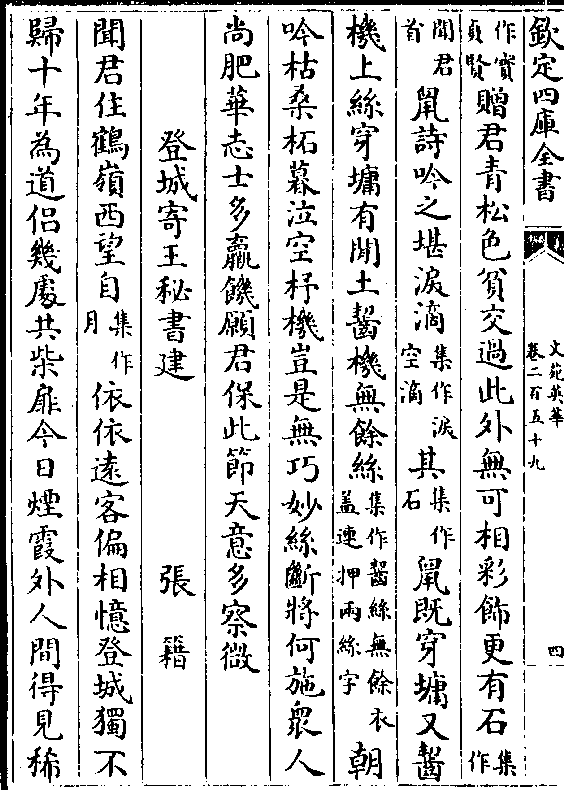 欽定四庫全書
文苑英華
卷二百五十九
四
作寳
貞賢贈君青松色貧交過此外無可相彩飾更有石集
作
聞君
首䑕詩吟之堪淚滴集作淚
空滴其集作
石䑕既穿墉又齧
機上絲穿墉有閒土齧機無餘絲集作齧絲無餘衣
盖連押兩絲字朝
吟枯桑柘暮泣空杼機豈是無巧妙絲斷將何施衆人
尚肥華志士多羸饑願君保此節天意多察微
登城寄王秘書建
張籍
聞君住鶴嶺西望自集作
月依依遠客偏相憶登城獨不
歸十年為道侣幾處共柴扉今日煙霞外人間得見稀